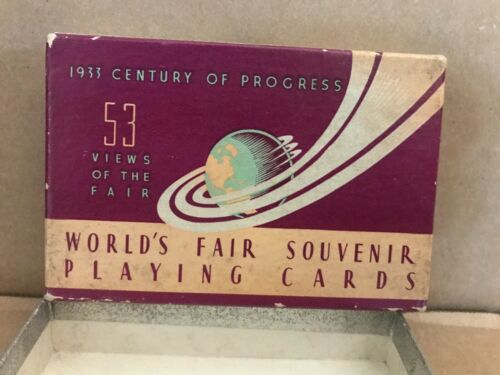 1933 CENTURY OF PROGRESS
53
VIEWS
OF THE
FAIR
WORLD'S FAIR SOUVENIR
PLAYING CARDS